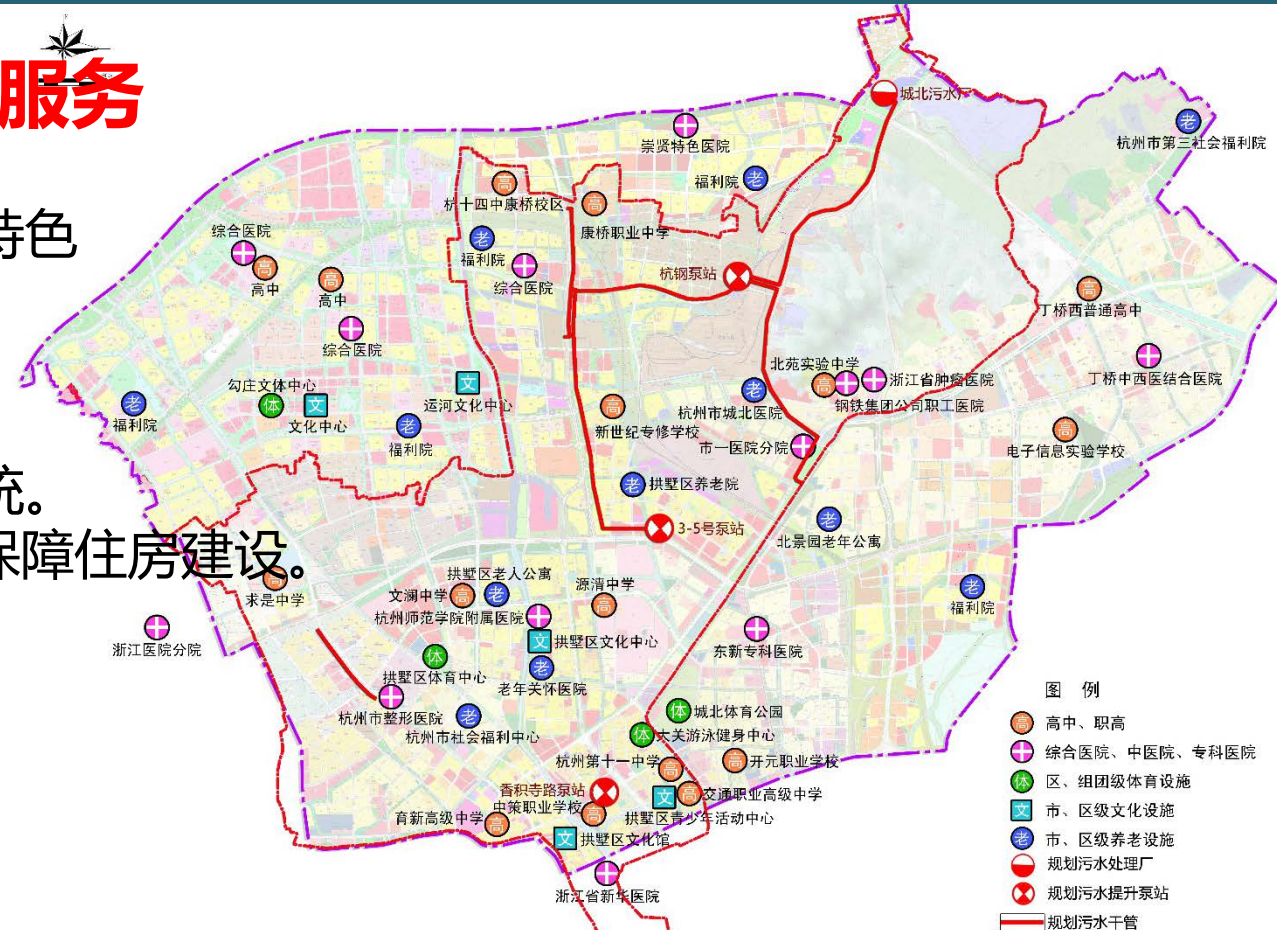 服务
特色
统。
保障住房建设。
城北污水厂
杭州市第三社会福利院
崇贤特色医院
福利院
杭十四中康桥校区
康桥职业中学
综合医院
高中
高中
福利院
综合医院
杭钢泵站
丁桥西普通高中
综合医院
丁桥中西医结合医院
北苑实验中学
浙江省肿瘤医院
钢铁集团公司职工医院
勾庄文体中心
文化中心
运河文化中心
福利院
福利院
杭州市城北医院
新世纪专修学校
市一医院分院
电子信息实验学校
拱墅区养老院
3-5号泵站
北景园老年公寓
拱墅区老人公寓
文澜中学
源清中学
求是中学
杭州师范学院附属医院
福利院
浙江医院分院
拱墅区文化中心
东新专科医院
拱墅区体育中心
老年关怀医院
杭州市整形医院
杭州市社会福利中心
城北体育公园
大关游泳健身中心
杭州第十一中学
开元职业学校
香积寺路泵站
交通职业高级中学
中策职业学校
育新高级中学
拱墅区青少年活动中心
拱墅区文化馆
浙江省新华医院
图 例
高 高中、职高
综合医院、中医院、专科医院
体 区、组团级体育设施
文 市、区级文化设施
老 市、区级养老设施
规划污水处理厂
规划污水提升泵站
规划污水干管